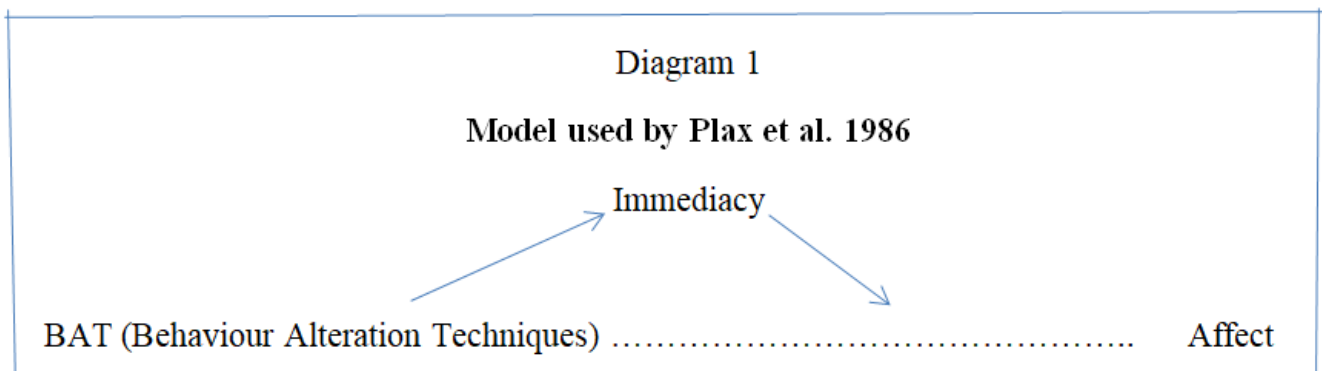 Diagram 1
Model used by Plax et al. 1986
Immediacy
BAT (Behaviour Alteration Techniques) ………………………………………….. Affect